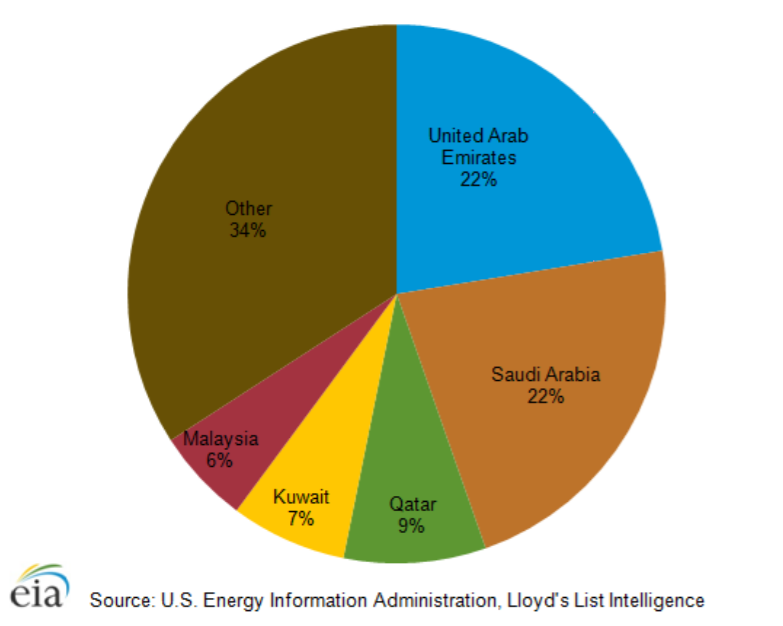 United Arab
Emirates
22%
Other
34%
Saudi Arabia
22%
Malaysia
6%
Kuwait
7%
Qatar
9%
eia
Source: U.S. Energy Information Administration, Lloyd's List Intelligence